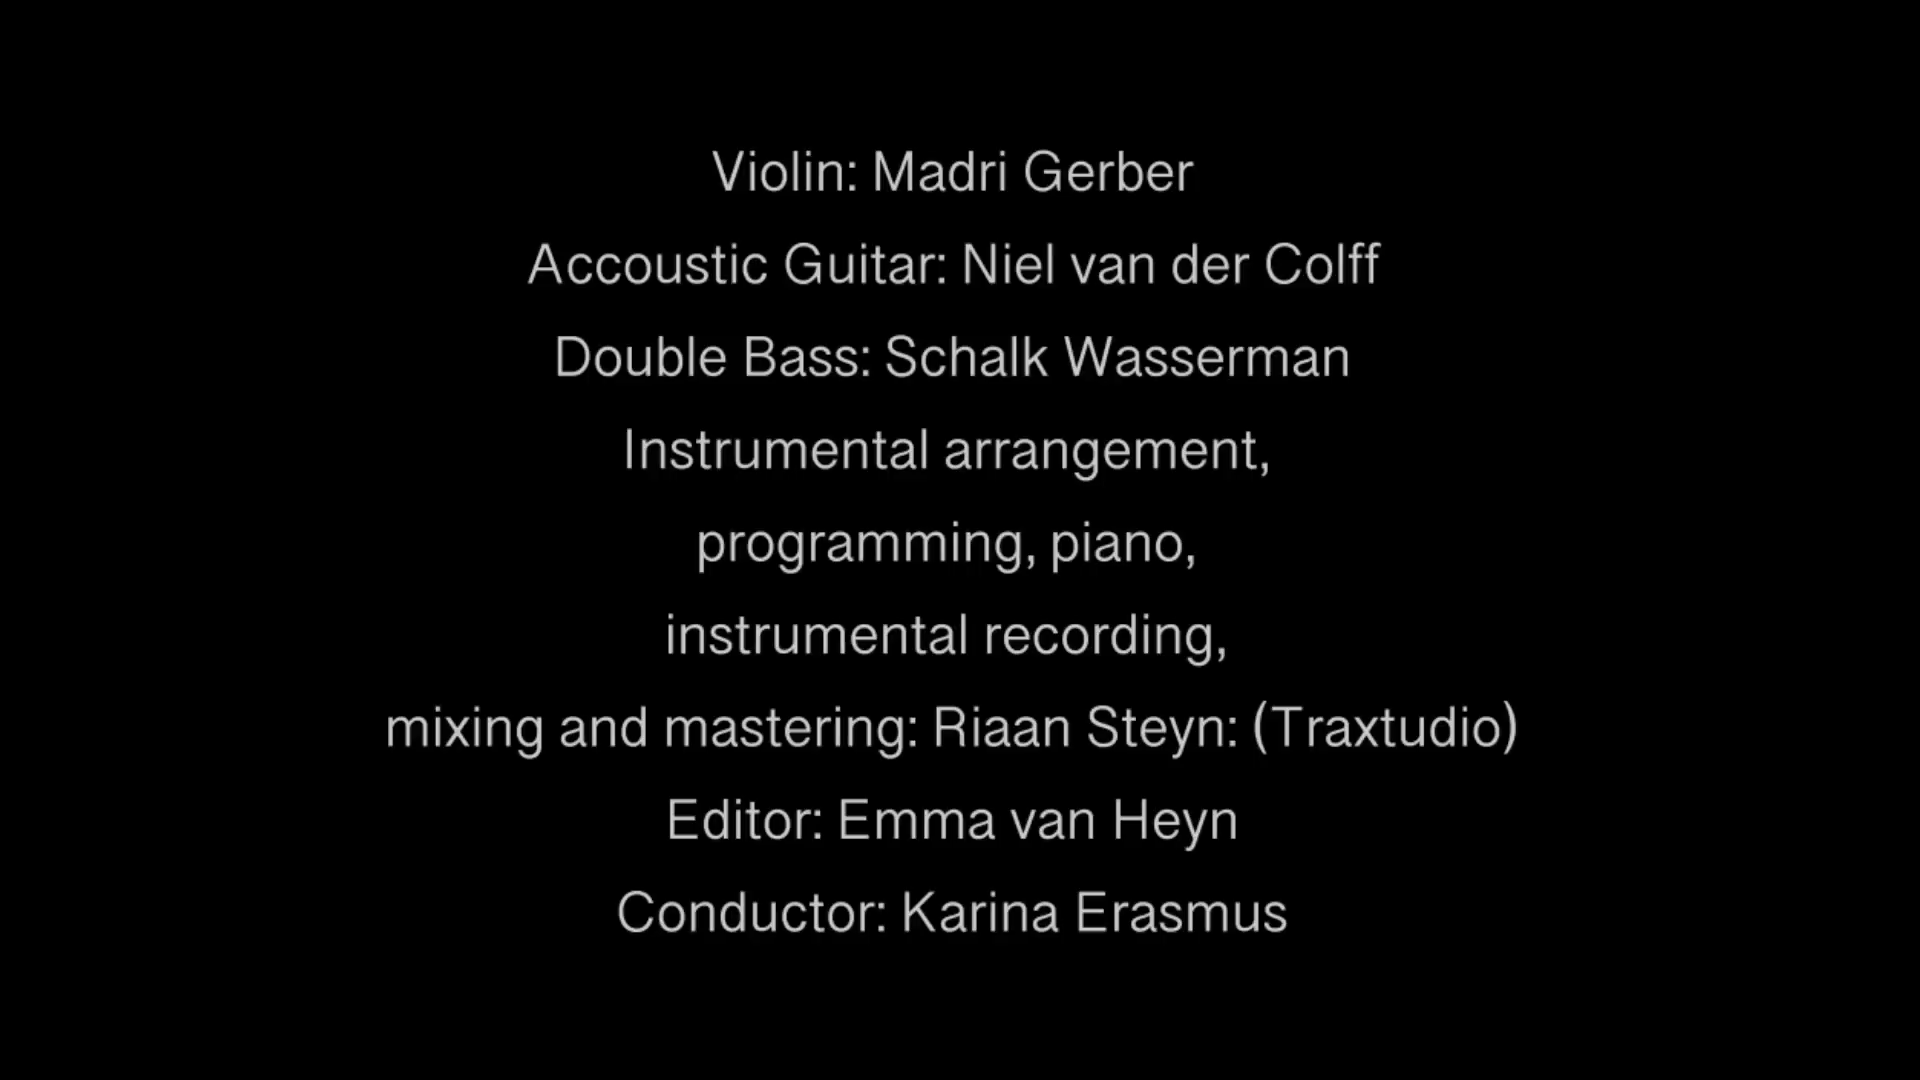 Violin: Madri Gerber
Accoustic Guitar: Niel van der Colff
Double Bass: Schalk Wasserman
Instrumental arrangement,
programming, piano,
instrumental recording,
mixing and mastering: Riaan Steyn: (Traxtudio)
Editor: Emma van Heyn
Conductor: Karina Erasmus